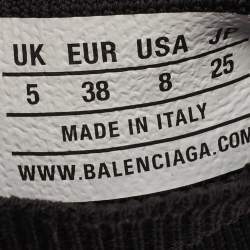 UK EUR USA JP
5 38 8 25
MADE IN ITALY
WWW.BALENCIAGA.COM